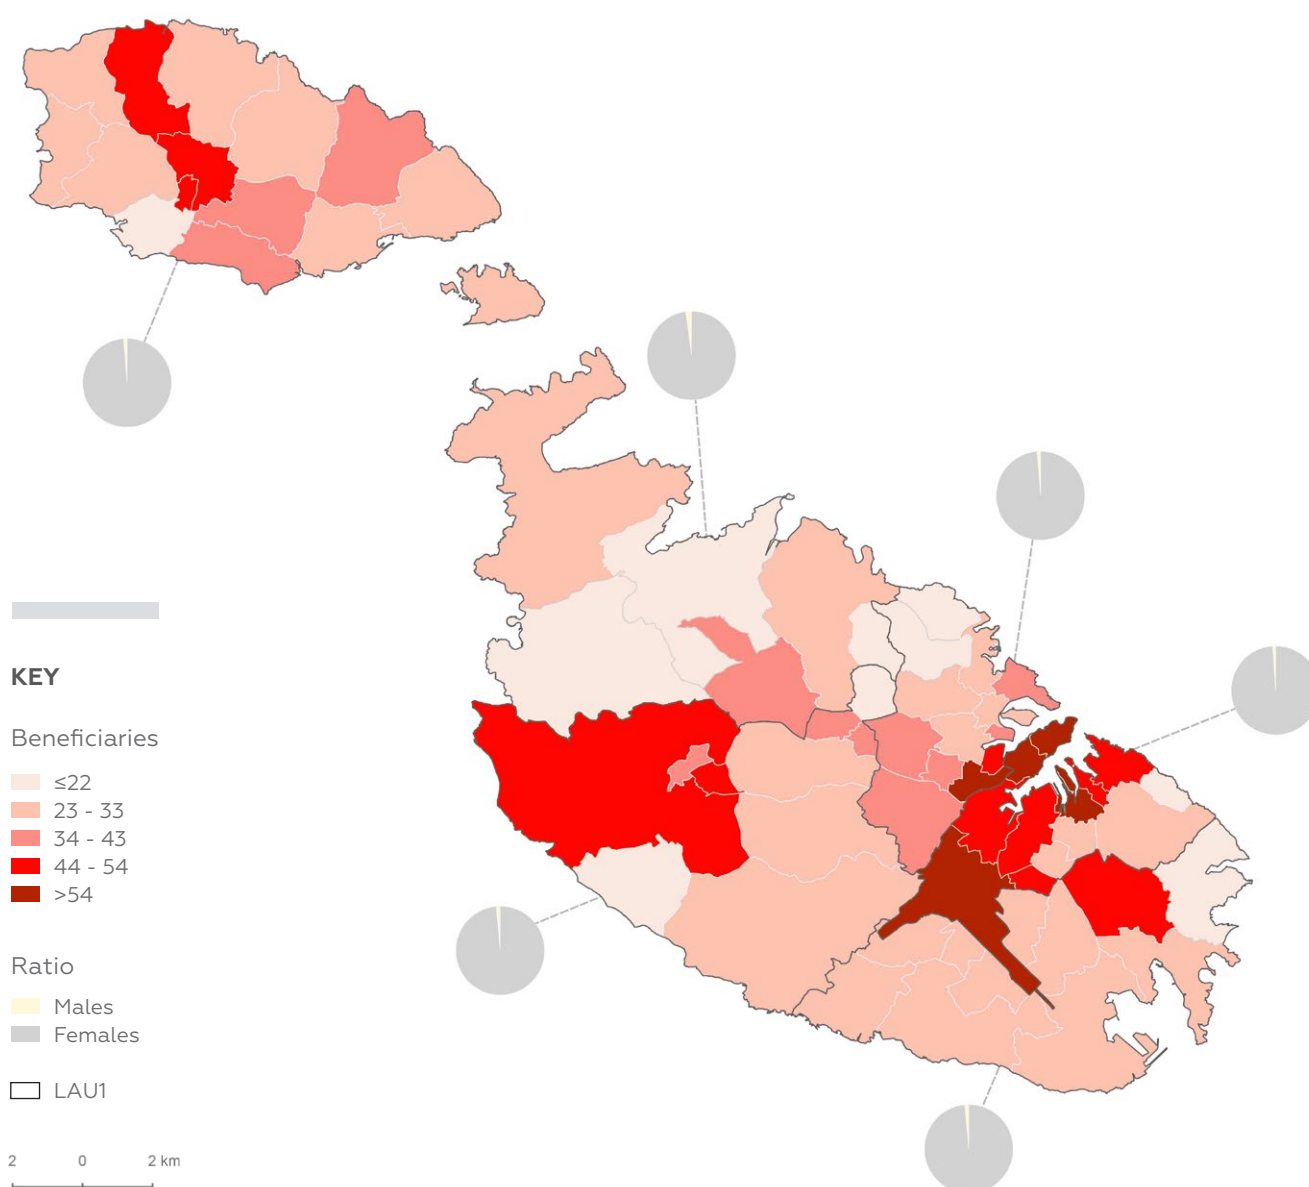 KEY
Beneficiaries
≤22
23 - 33
34 - 43
44 - 54
>54
Ratio
Males
Females
LAU1
2 0 2 km